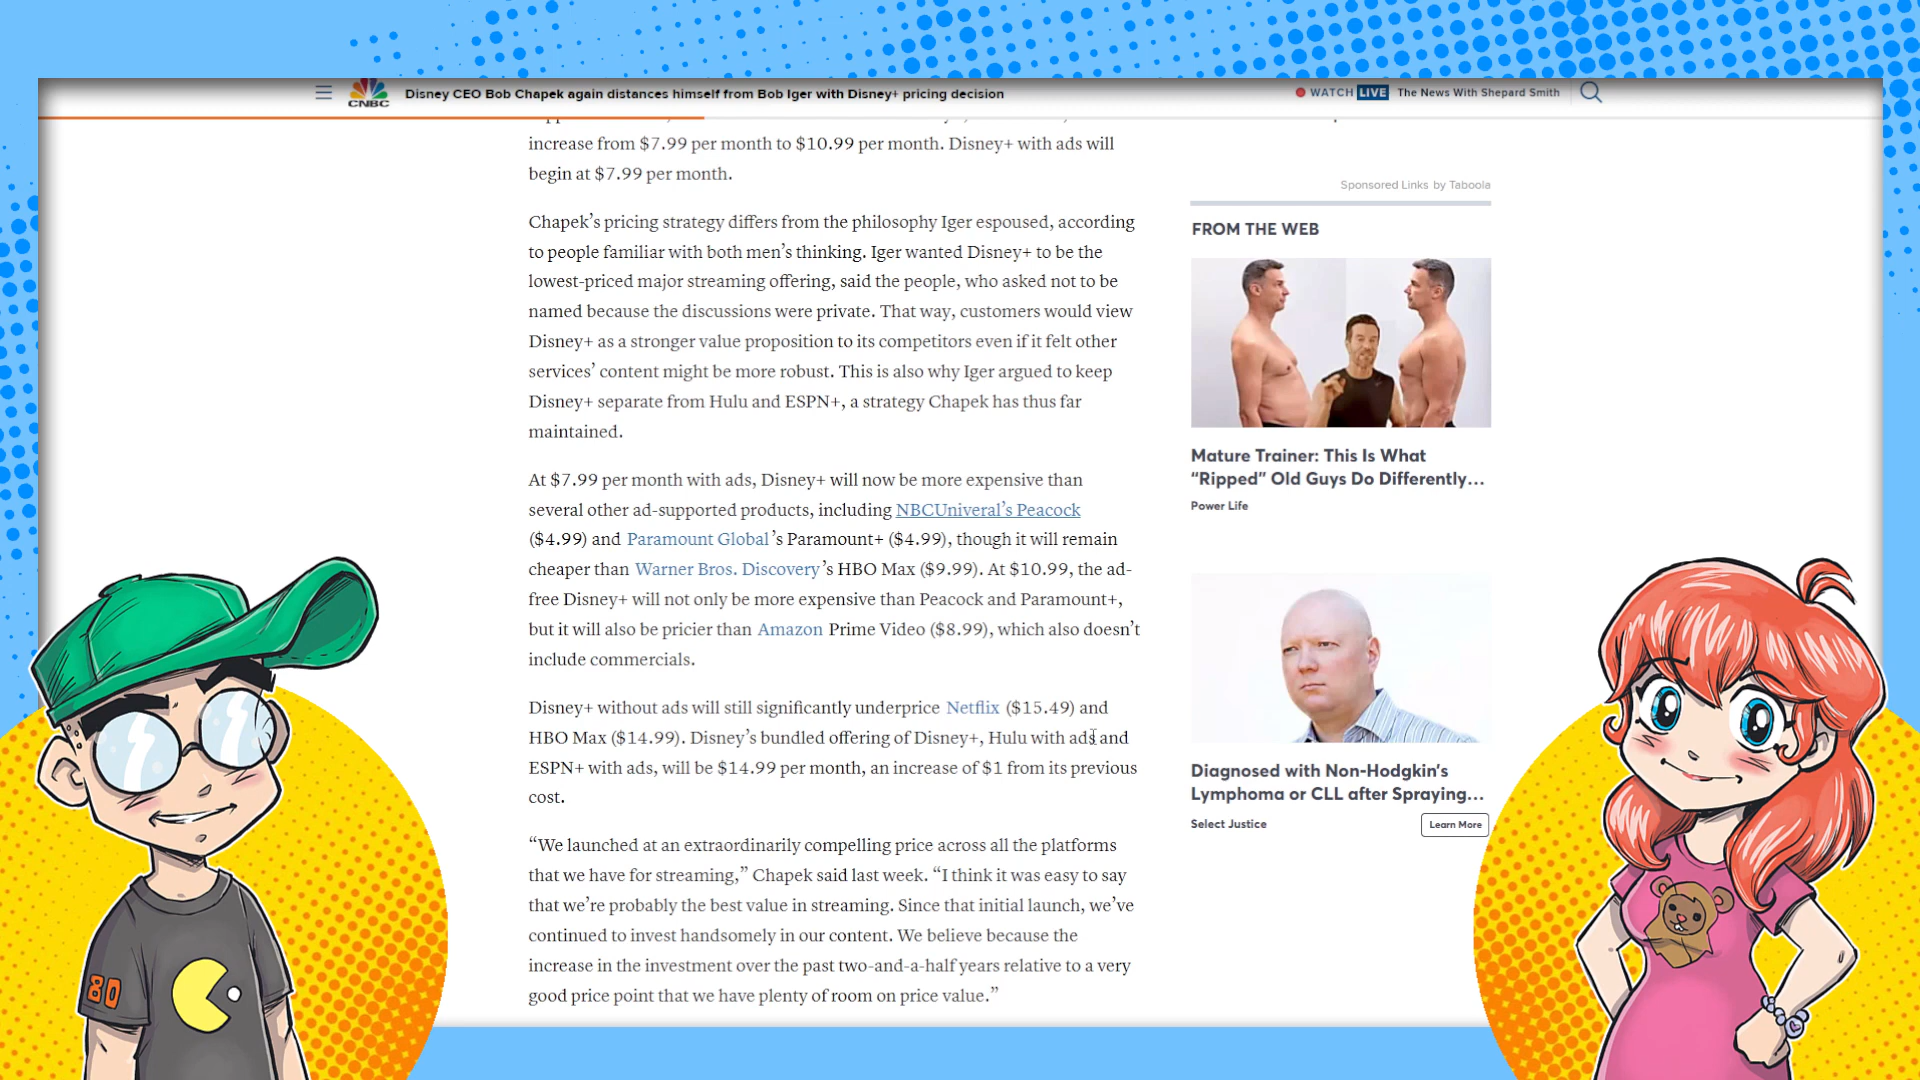 CNBC
Disney CEO Bob Chapek again distances himself from Bob Iger with Disney+ pricing decision
WATCH LIVE The News With Shepard Smith
increase from $7.99 per month to $10.99 per month. Disney+ with ads will
begin at $7.99 per month.
Chapek’s pricing strategy differs from the philosophy Iger espoused, according
to people familiar with both men’s thinking. Iger wanted Disney+ to be the
lowest-priced major streaming offering, said the people, who asked not to be
named because the discussions were private. That way, customers would view
Disney+ as a stronger value proposition to its competitors even if it felt other
services’ content might be more robust. This is also why Iger argued to keep
Disney+ separate from Hulu and ESPN+, a strategy Chapek has thus far
maintained.
At $7.99 per month with ads, Disney+ will now be more expensive than
several other ad-supported products, including NBCUniveral’s Peacock
($4.99) and Paramount Global’s Paramount+ ($4.99), though it will remain
cheaper than Warner Bros. Discovery’s HBO Max ($9.99). At $10.99, the ad-
free Disney+ will not only be more expensive than Peacock and Paramount+,
but it will also be pricier than Amazon Prime Video ($8.99), which also doesn’t
include commercials.
Disney+ without ads will still significantly underprice Netflix ($15.49) and
HBO Max ($14.99). Disney’s bundled offering of Disney+, Hulu with ads and
ESPN+ with ads, will be $14.99 per month, an increase of $1 from its previous
cost.
“We launched at an extraordinarily compelling price across all the platforms
that we have for streaming,” Chapek said last week. “I think it was easy to say
that we’re probably the best value in streaming. Since that initial launch, we’ve
continued to invest handsomely in our content. We believe because the
increase in the investment over the past two-and-a-half years relative to a very
good price point that we have plenty of room on price value.”
Sponsored Links by Taboola
FROM THE WEB
Mature Trainer: This Is What
“Ripped” Old Guys Do Differently…
Power Life
Diagnosed with Non-Hodgkin’s
Lymphoma or CLL after Spraying…
Select Justice
Learn More
80